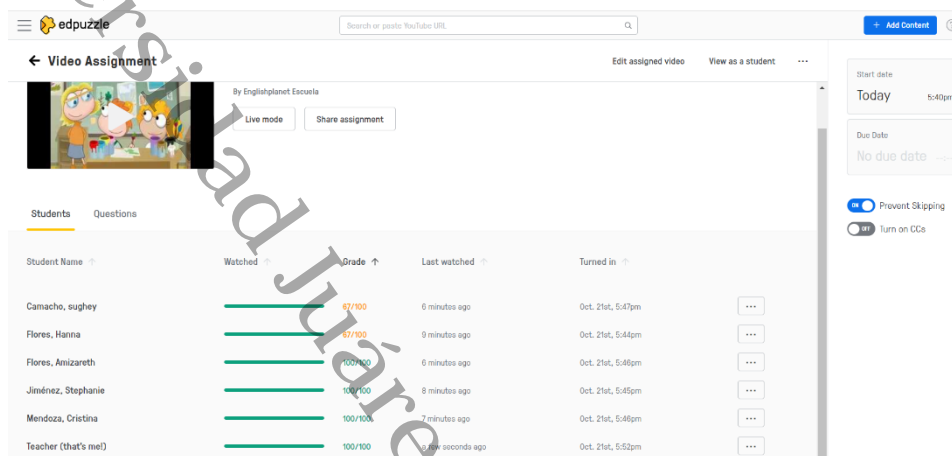 edpuzzle
Search or paste YouTube URL
+ Add Content
?
← Video Assignment
Edit assigned video
View as a student
...
By Englishplanet Escuela
Live mode
Share assignment
Start date
Today 5:40pm
Due Date
No due date
ON Prevent Skipping
OFF Turn on CCs
Students
Questions
Student Name ↑ Watched ↑ Grade ↑ Last watched ↑ Turned in ↑
Camacho, sughey 67/100 6 minutes ago Oct. 21st, 5:47pm ...
Flores, Hanna 67/100 9 minutes ago Oct. 21st, 5:44pm ...
Flores, Amizareth 100/100 6 minutes ago Oct. 21st, 5:46pm ...
Jiménez, Stephanie 100/100 8 minutes ago Oct. 21st, 5:45pm ...
Mendoza, Cristina 100/100 7 minutes ago Oct. 21st, 5:46pm ...
Teacher (that's me!) 100/100 a few seconds ago Oct. 21st, 5:52pm ...
ersidad Juáre